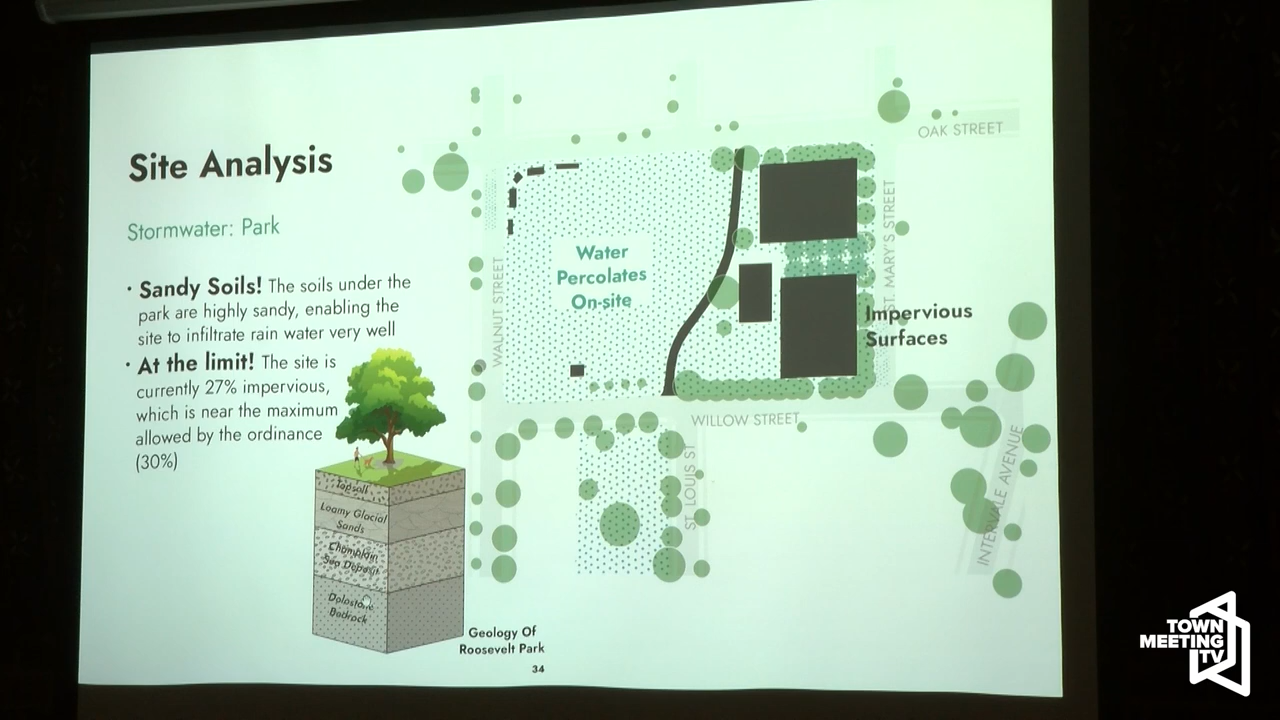 Site Analysis
Stormwater: Park
• Sandy Soils! The soils under the
park are highly sandy, enabling the
site to infiltrate rain water very well
• At the limit! The site is
currently 27% impervious,
which is near the maximum
allowed by the ordinance
(30%)
Topsoil
Loamy Glacial
Sands
Champlain
Sea Deposit
Dolostone
Bedrock
Geology Of
Roosevelt Park
34
OAK STREET
WALNUT STREET
Water
Percolates
On-site
ST. MARY'S STREET
Impervious
Surfaces
WILLOW STREET
ST LOUIS ST
INTERVALE AVENUE
TOWN
MEETING
TV